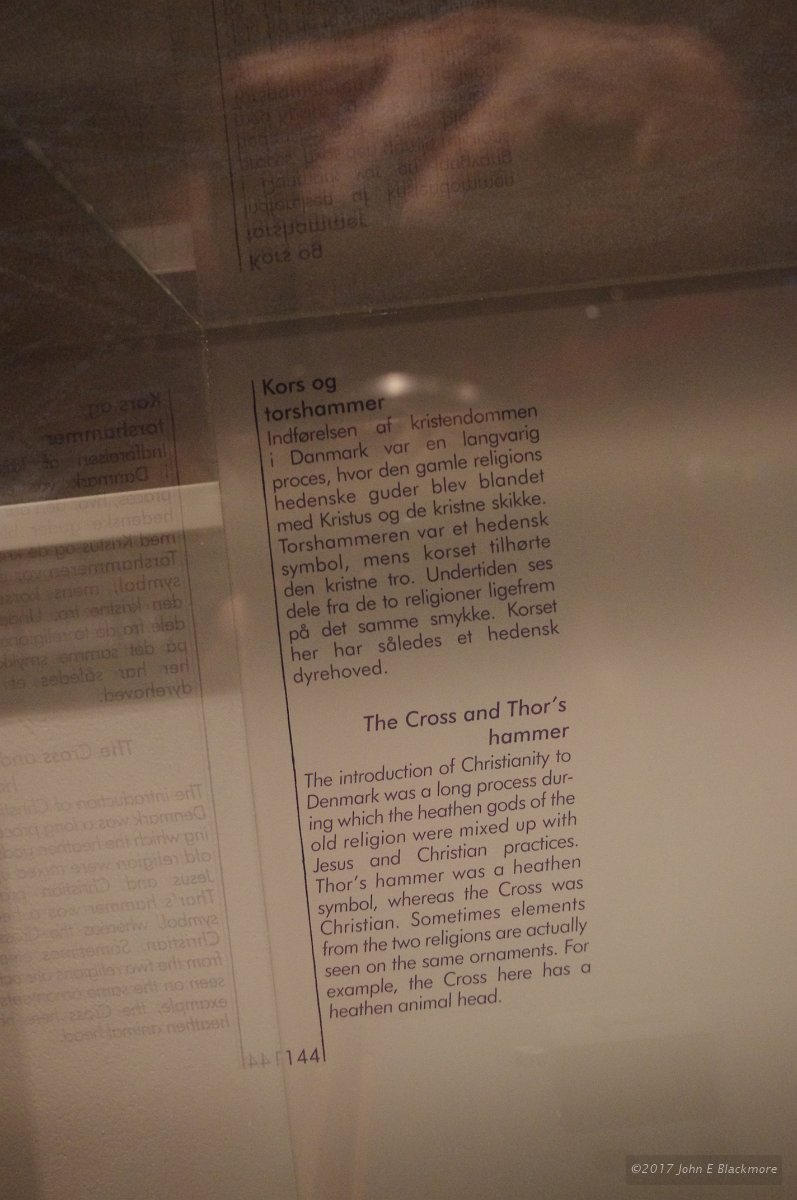 Kors og
torshammer
Indførelsen af kristendommen
i Danmark var en langvarig
proces, hvor den gamle religions
hedenske guder blev blandet
med Kristus og de kristne skikke.
Torshammeren var et hedensk
symbol, mens korset tilhørte
den kristne tro. Undertiden ses
dele fra de to religioner ligefrem
på det samme smykke. Korset
her har således et hedensk
dyrehoved.
The Cross and Thor's
hammer
The introduction of Christianity to
Denmark was a long process dur-
ing which the heathen gods of the
old religion were mixed up with
Jesus and Christian practices.
Thor's hammer was a heathen
symbol, whereas the Cross was
Christian. Sometimes elements
from the two religions are actually
seen on the same ornaments. For
example, the Cross here has a
heathen animal head.
144
©2017 John E Blackmore